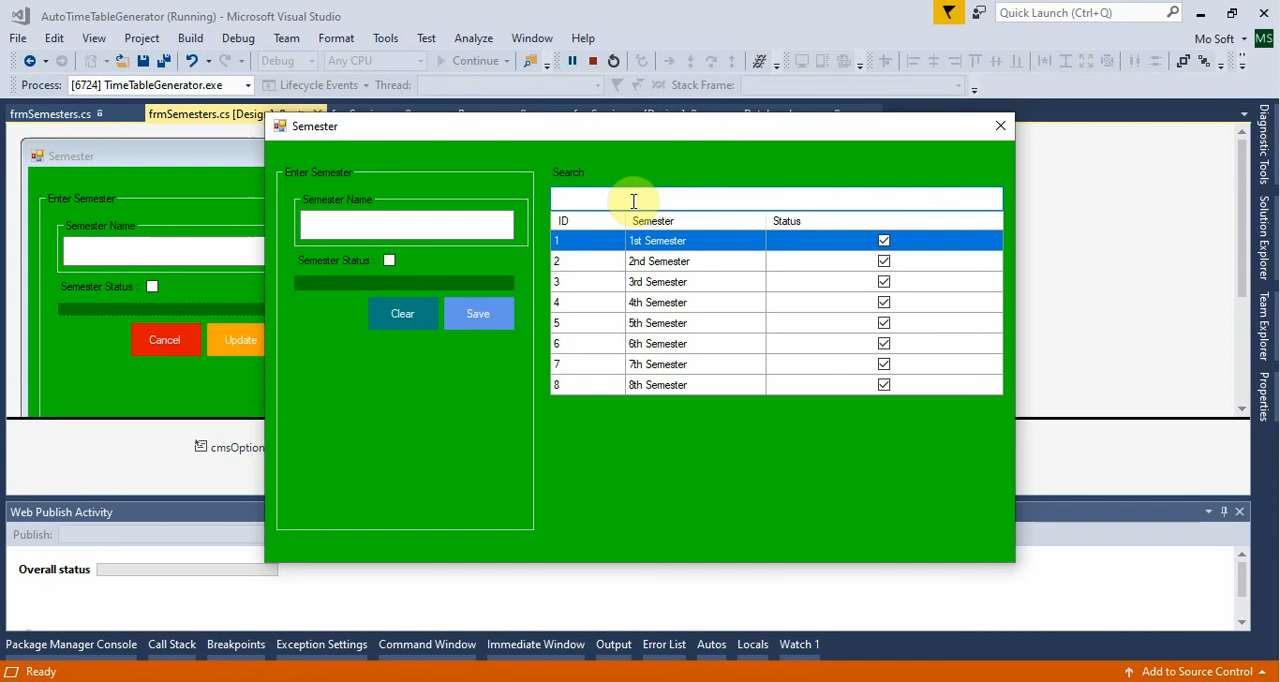 AutoTimeTableGenerator (Running) - Microsoft Visual Studio
Quick Launch (Ctrl+Q)
File Edit View Project Build Debug Team Format Tools Test Analyze Window Help
Mo Soft MS
Debug Any CPU Continue
Process: [6724] TimeTableGenerator.exe Lifecycle Events Thread: Stack Frame:
frmSemesters.cs frmSemesters.cs [Design]
Semester
Enter Semester
Semester Name
Semester Status :
Cancel Update
cmsOption
Semester
Enter Semester
Semester Name
Semester Status :
Clear Save
Search
ID Semester Status
1 1st Semester
2 2nd Semester
3 3rd Semester
4 4th Semester
5 5th Semester
6 6th Semester
7 7th Semester
8 8th Semester
Diagnostic Tools
Solution Explorer
Team Explorer
Properties
Web Publish Activity
Publish:
Overall status
Package Manager Console Call Stack Breakpoints Exception Settings Command Window Immediate Window Output Error List Autos Locals Watch 1
Ready Add to Source Control